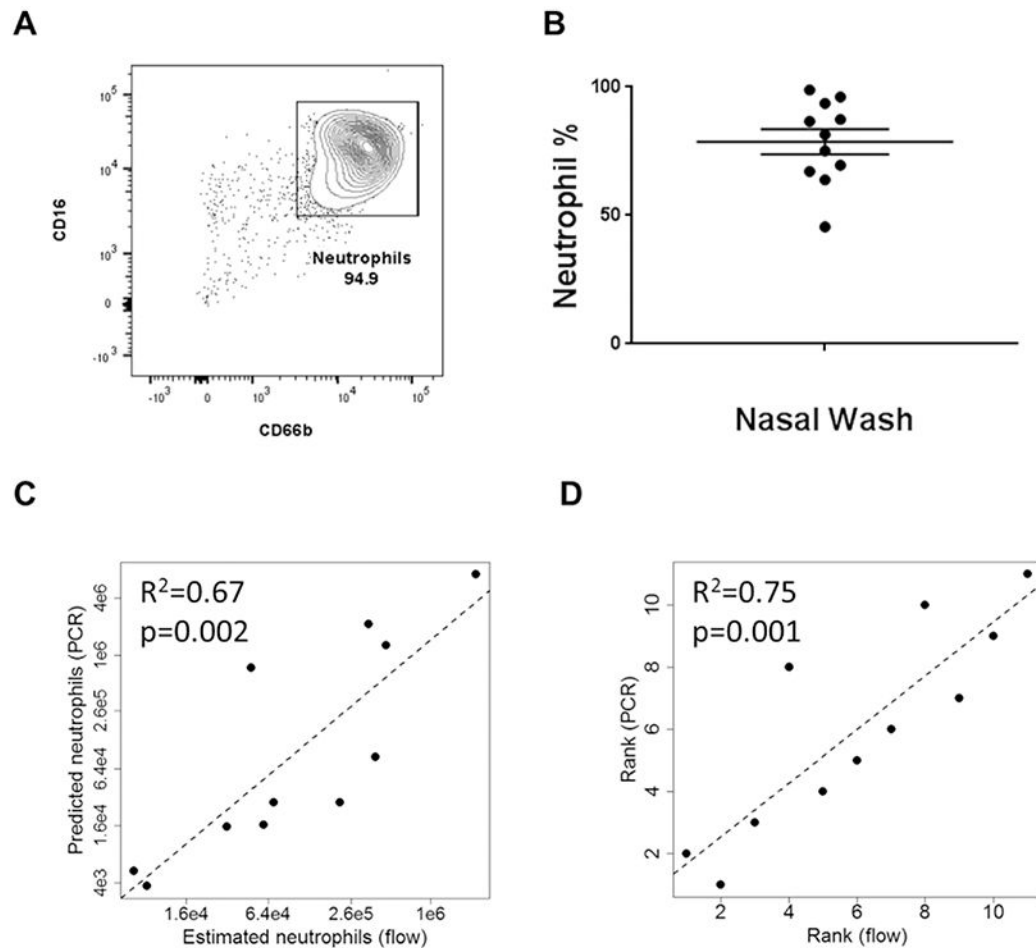 A
CD16
10^5
10^4
10^3
0
-10^3
Neutrophils
94.9
-10^3 0 10^3 10^4 10^5
CD66b
B
Neutrophil %
100
50
0
Nasal Wash
C
R²=0.67
p=0.002
Predicted neutrophils (PCR)
4e6
1e6
2.6e5
6.4e4
1.6e4
4e3
1.6e4 6.4e4 2.6e5 1e6
Estimated neutrophils (flow)
D
R²=0.75
p=0.001
Rank (PCR)
10
8
6
4
2
2 4 6 8 10
Rank (flow)